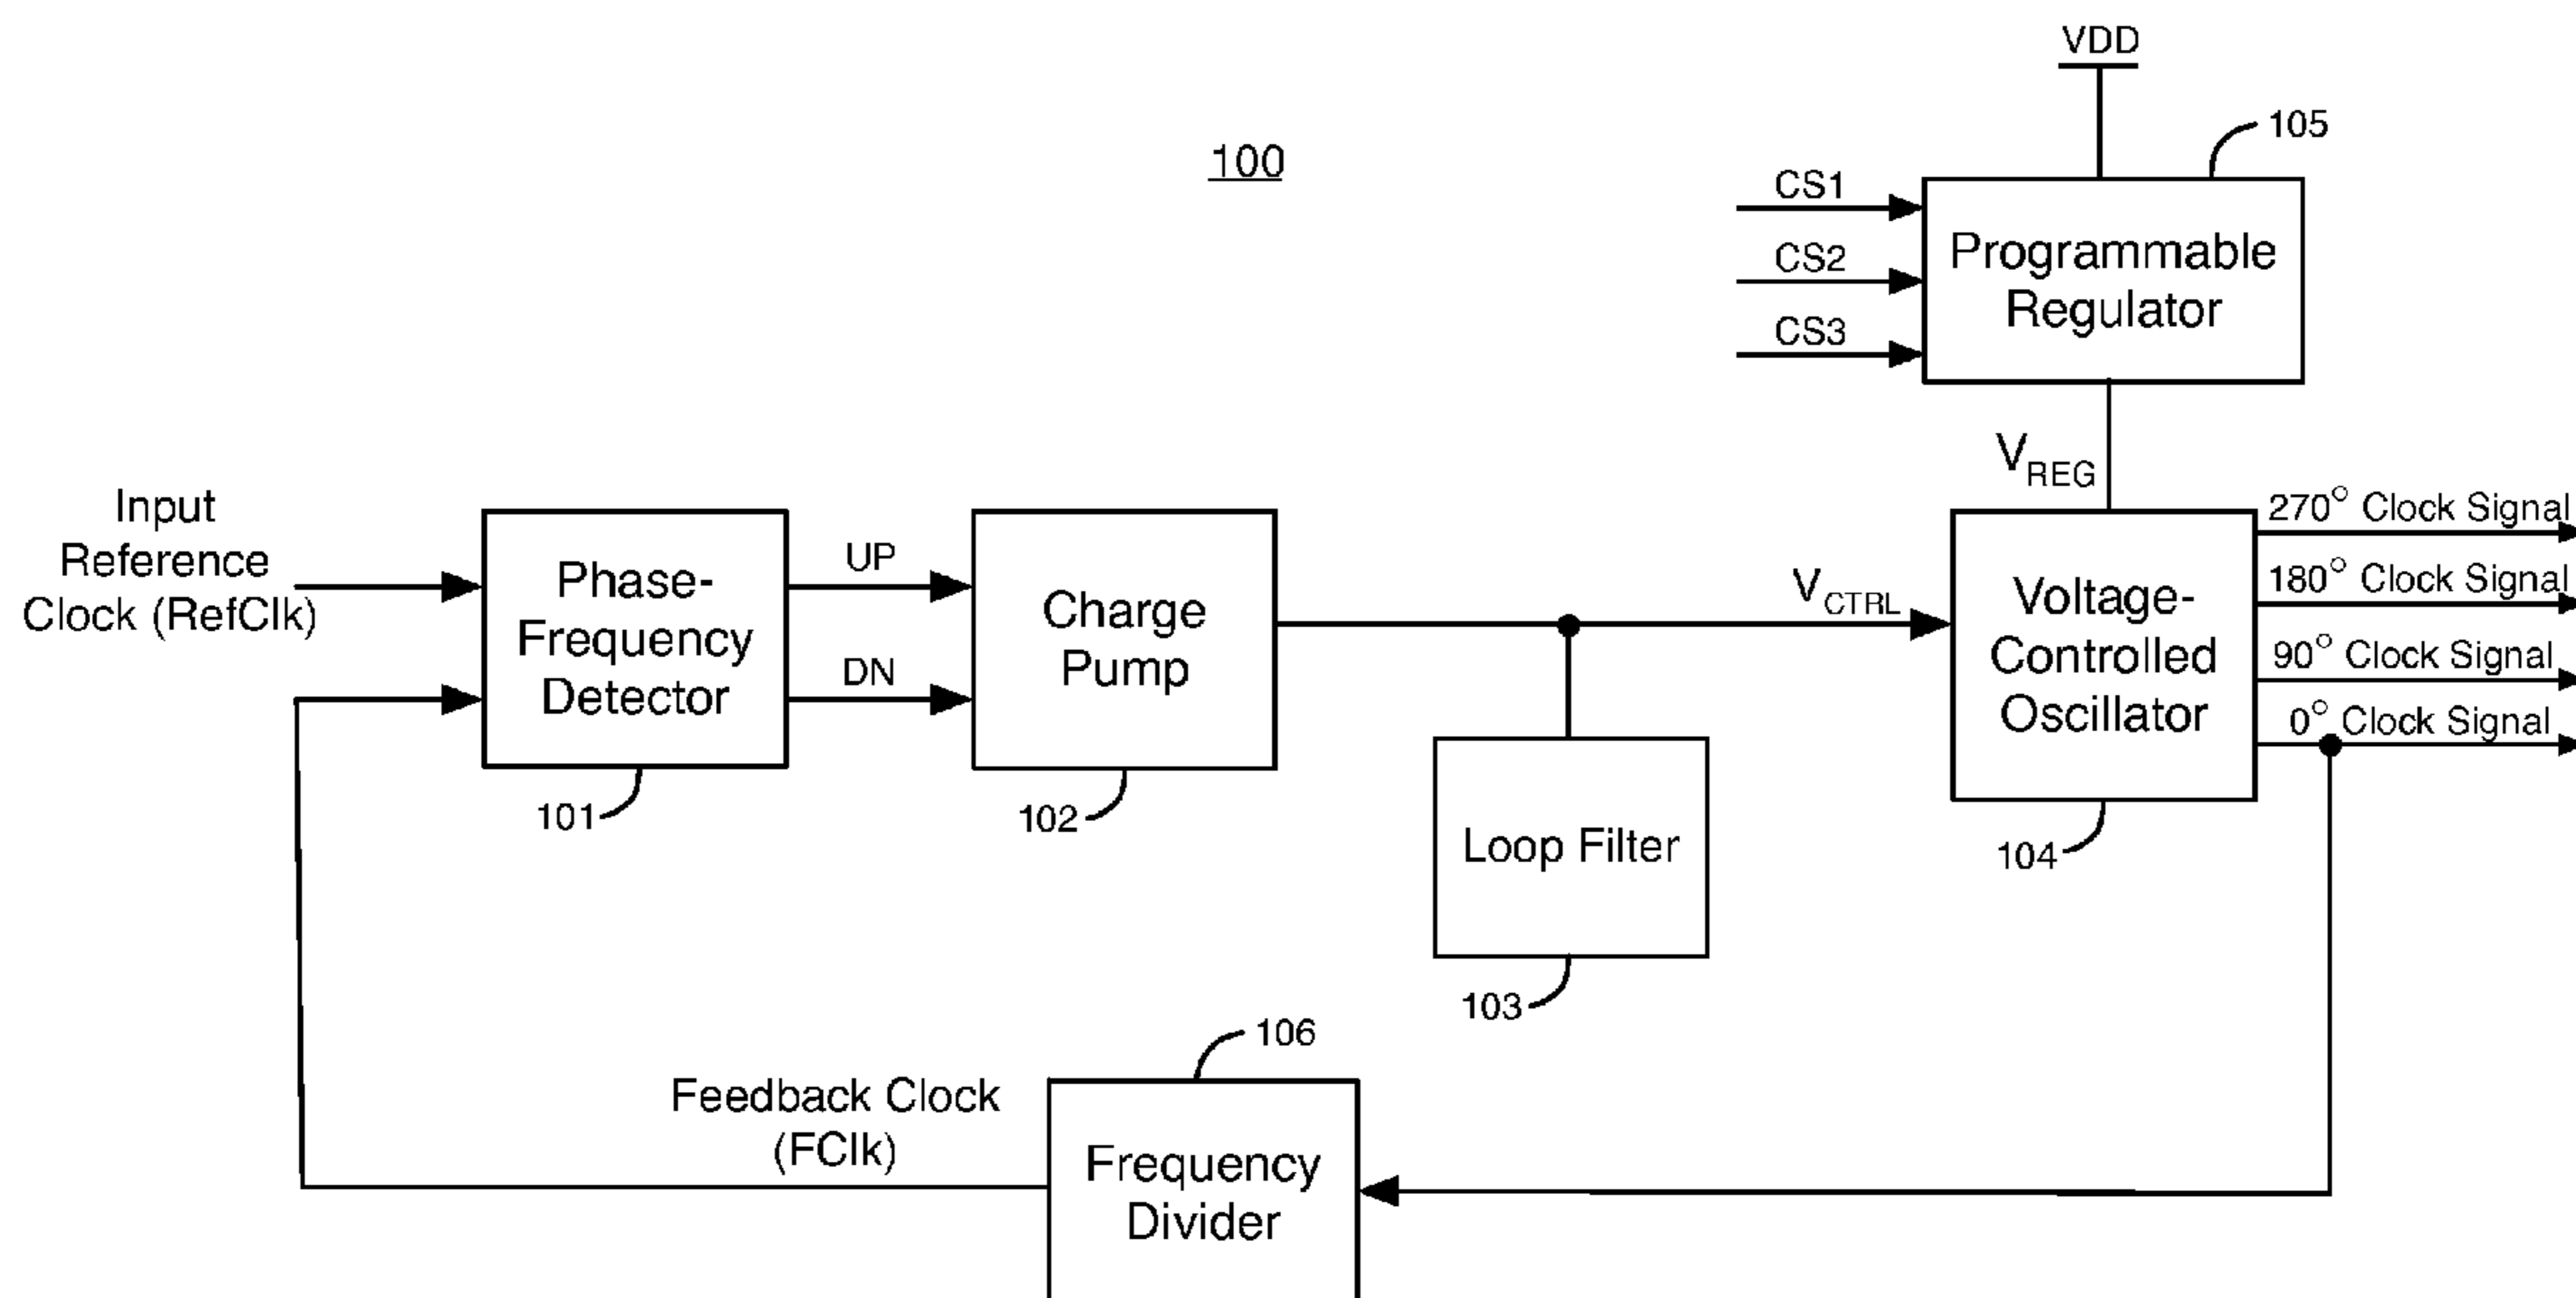 VDD
105
100
CS1
CS2
CS3
Programmable
Regulator
VREG
Input
Reference
Clock (RefClk)
Phase-
Frequency
Detector
101
UP
DN
Charge
Pump
102
VCTRL
Loop Filter
103
Voltage-
Controlled
Oscillator
104
270° Clock Signal
180° Clock Signal
90° Clock Signal
0° Clock Signal
106
Feedback Clock
(FClk)
Frequency
Divider